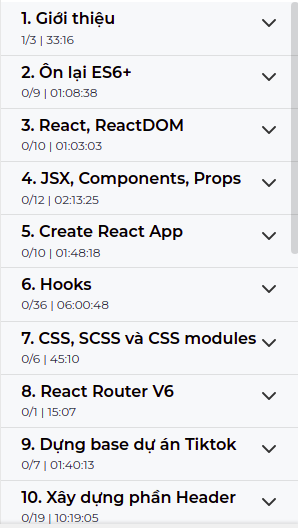 1. Giới thiệu
1/3 | 33:16
2. Ôn lại ES6+
0/9 | 01:08:38
3. React, ReactDOM
0/10 | 01:03:03
4. JSX, Components, Props
0/12 | 02:13:25
5. Create React App
0/10 | 01:48:18
6. Hooks
0/36 | 06:00:48
7. CSS, SCSS và CSS modules
0/6 | 45:10
8. React Router V6
0/1 | 15:07
9. Dựng base dự án Tiktok
0/7 | 01:40:13
10. Xây dựng phần Header
0/19 | 10:19:05